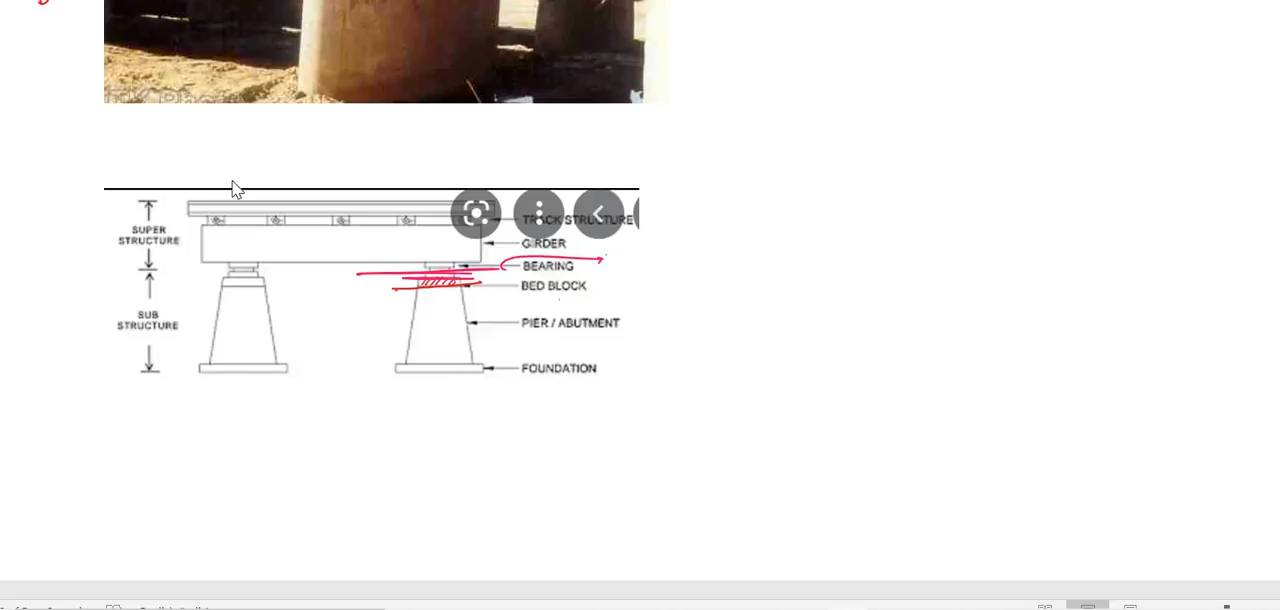 TRACK STRUCTURE
SUPER
STRUCTURE
GIRDER
BEARING
BED BLOCK
SUB
STRUCTURE
PIER / ABUTMENT
FOUNDATION